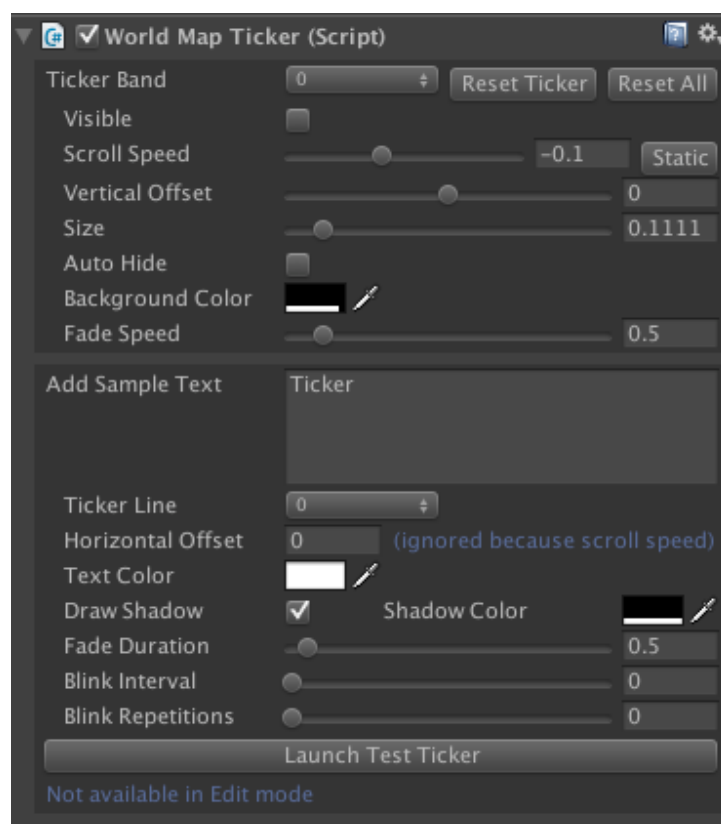 World Map Ticker (Script)
Ticker Band 0 Reset Ticker Reset All
Visible
Scroll Speed -0.1 Static
Vertical Offset 0
Size 0.1111
Auto Hide
Background Color
Fade Speed 0.5
Add Sample Text Ticker
Ticker Line 0
Horizontal Offset 0 (ignored because scroll speed)
Text Color
Draw Shadow Shadow Color
Fade Duration 0.5
Blink Interval 0
Blink Repetitions 0
Launch Test Ticker
Not available in Edit mode